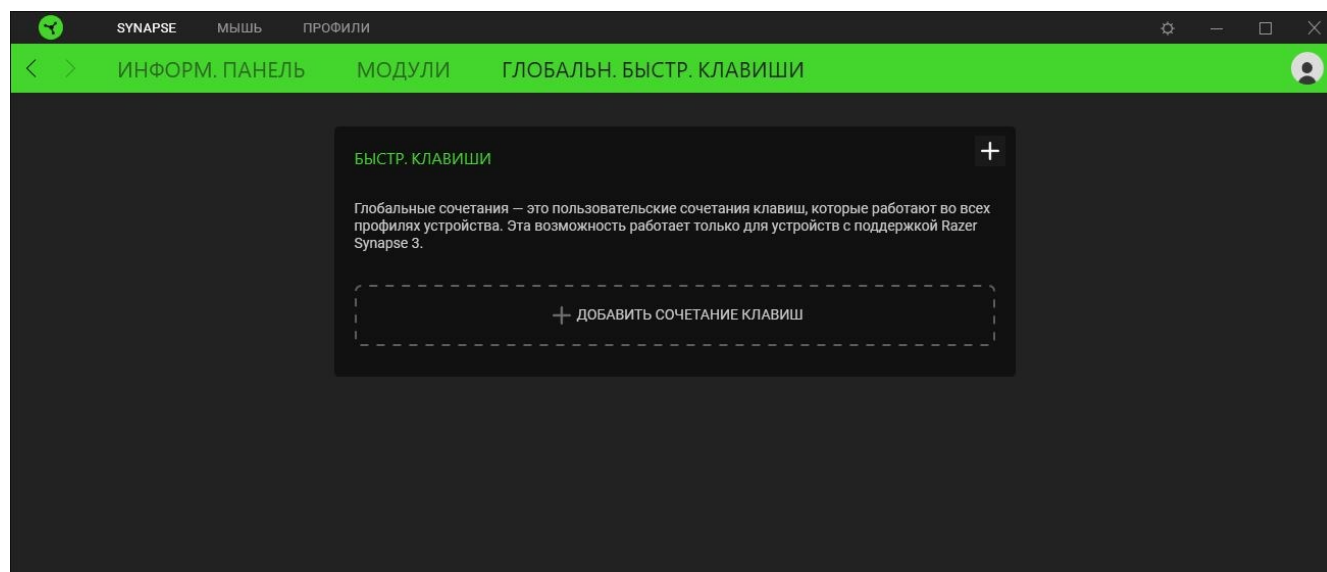 SYNAPSE МЫШЬ ПРОФИЛИ
ИНФОРМ. ПАНЕЛЬ МОДУЛИ ГЛОБАЛЬН. БЫСТР. КЛАВИШИ
БЫСТР. КЛАВИШИ
Глобальные сочетания — это пользовательские сочетания клавиш, которые работают во всех
профилях устройства. Эта возможность работает только для устройств с поддержкой Razer
Synapse 3.
ДОБАВИТЬ СОЧЕТАНИЕ КЛАВИШ